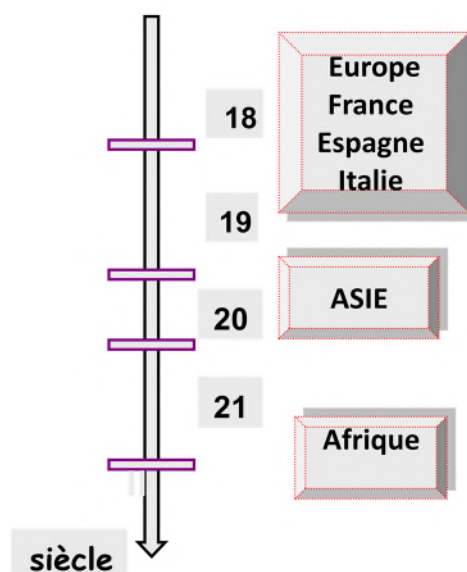 18
Europe
France
Espagne
Italie
19
20
ASIE
21
Afrique
siècle